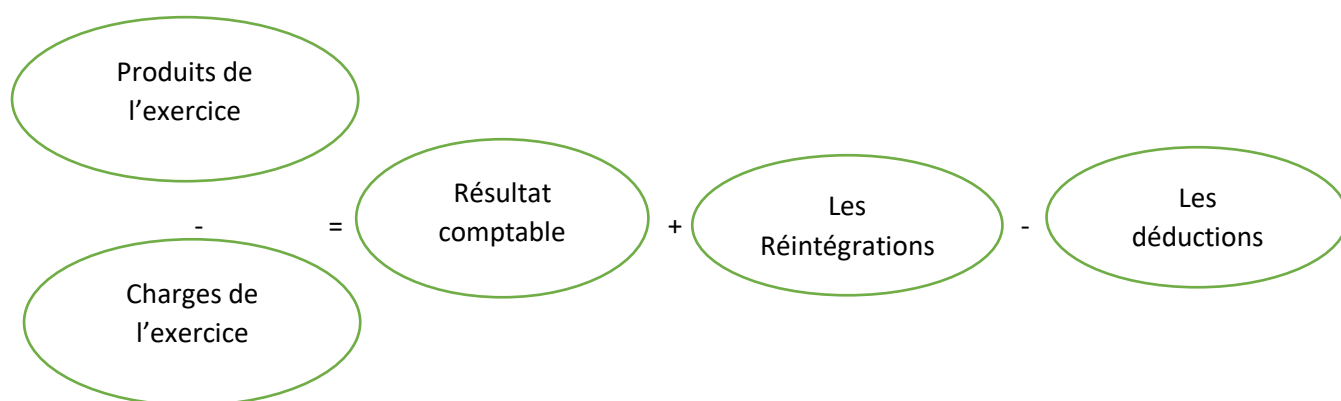 Produits de
l’exercice
-
Charges de
l’exercice
=
Résultat
comptable
+
Les
Réintégrations
-
Les
déductions